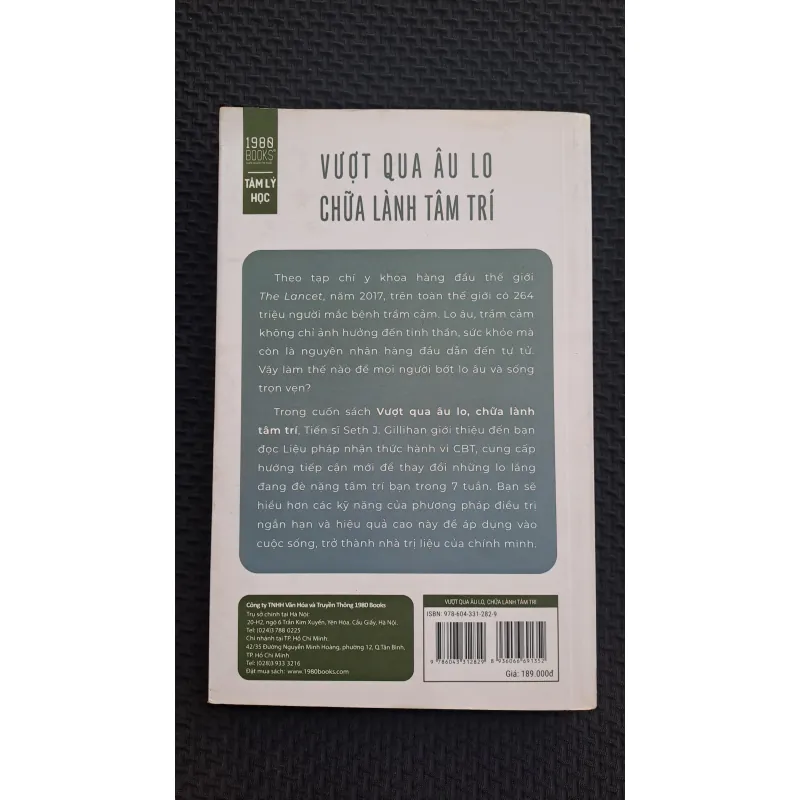 1980
BOOKS
TÂM LÝ
HỌC
VƯỢT QUA ÂU LO
CHỮA LÀNH TÂM TRÍ
Theo tạp chí y khoa hàng đầu thế giới
The Lancet, năm 2017, trên toàn thế giới có 264
triệu người mắc bệnh trầm cảm. Lo âu, trầm cảm
không chỉ ảnh hưởng đến tinh thần, sức khỏe mà
còn là nguyên nhân hàng đầu dẫn đến tự tử.
Vậy làm thế nào để mọi người bớt lo âu và sống
trọn vẹn?
Trong cuốn sách Vượt qua âu lo, chữa lành
tâm trí, Tiến sĩ Seth J. Gillihan giới thiệu đến bạn
đọc Liệu pháp nhận thức hành vi CBT, cung cấp
hướng tiếp cận mới để thay đổi những lo lắng
đang đè nặng tâm trí bạn trong 7 tuần. Bạn sẽ
hiểu hơn các kỹ năng của phương pháp điều trị
ngắn hạn và hiệu quả cao này để áp dụng vào
cuộc sống, trở thành nhà trị liệu của chính mình.
Công ty TNHH Văn Hóa và Truyền Thông 1980 Books
Trụ sở chính tại Hà Nội:
20-H2, ngõ 6 Trần Kim Xuyến, Yên Hòa, Cầu Giấy, Hà Nội.
Tel: (024)3 788 0225
Chi nhánh tại TP. Hồ Chí Minh:
42/35 Đường Nguyễn Minh Hoàng, phường 12, Q.Tân Bình,
TP. Hồ Chí Minh
Tel: (028)3 933 3216
Đặt mua sách: www.1980books.com
VƯỢT QUA ÂU LO, CHỮA LÀNH TÂM TRÍ
ISBN: 978-604-331-282-9
9 786043 312829
8 936066 691352
Giá: 189.000đ